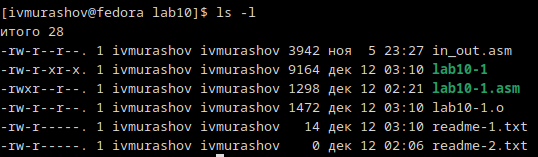 [ivmurashov@fedora lab10]$ ls -l
итого 28
-rw-r--r--. 1 ivmurashov ivmurashov 3942 ноя  5 23:27 in_out.asm
-rw-r-xr-x. 1 ivmurashov ivmurashov 9164 дек 12 03:10 lab10-1
-rwxr--r--. 1 ivmurashov ivmurashov 1298 дек 12 02:21 lab10-1.asm
-rw-r--r--. 1 ivmurashov ivmurashov 1472 дек 12 03:10 lab10-1.o
-rw-r-----. 1 ivmurashov ivmurashov   14 дек 12 03:10 readme-1.txt
-rw-r-----. 1 ivmurashov ivmurashov    0 дек 12 02:06 readme-2.txt